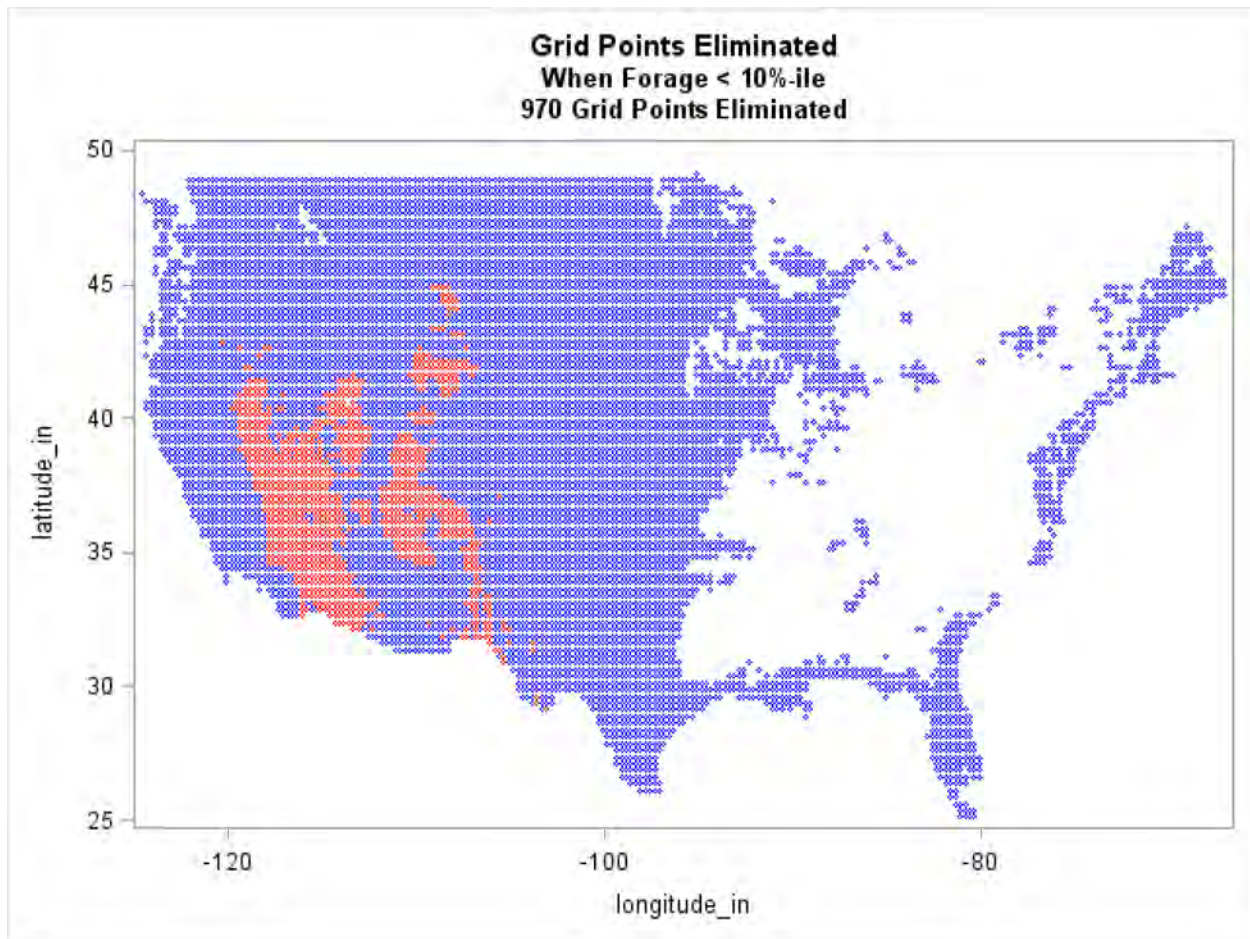 Grid Points Eliminated
When Forage < 10%-ile
970 Grid Points Eliminated
50
45
40
35
30
25
latitude_in
-120
-100
-80
longitude_in